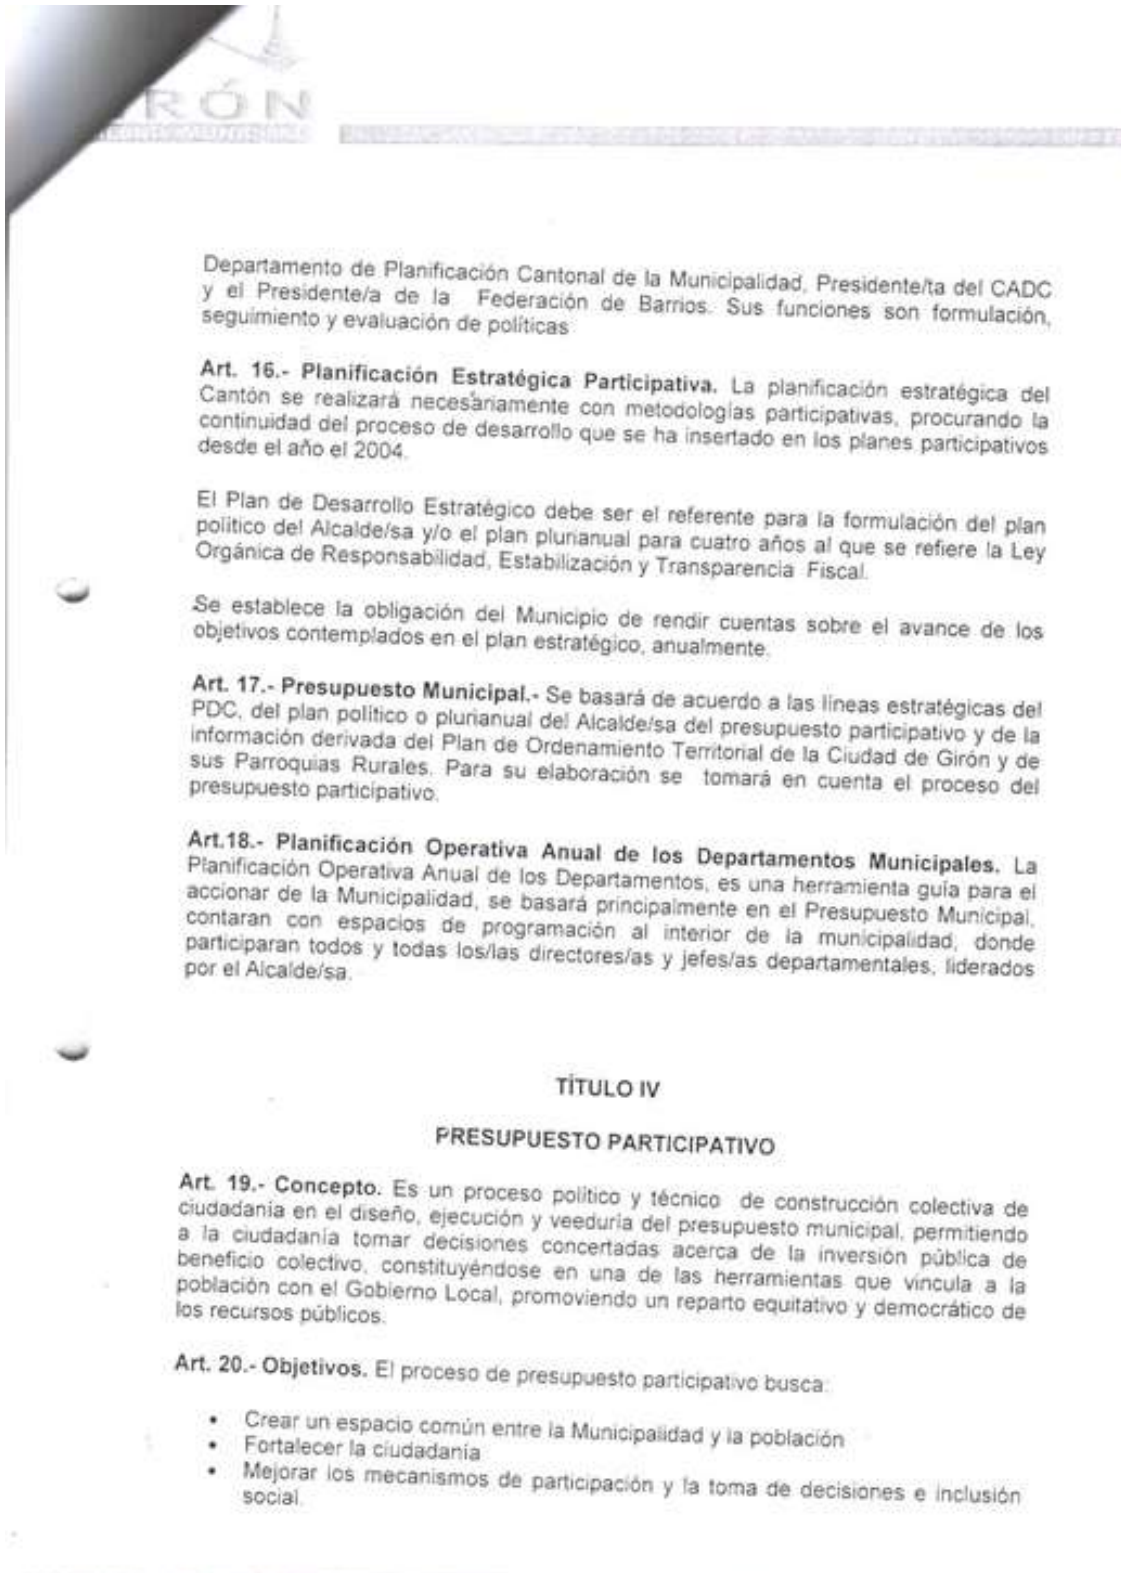 RÓN
Departamento de Planificación Cantonal de la Municipalidad, Presidente/ta del CADC
y el Presidente/a de la Federación de Barrios. Sus funciones son formulación,
seguimiento y evaluación de políticas
Art. 16.- Planificación Estratégica Participativa. La planificación estratégica del
Cantón se realizará necesariamente con metodologías participativas, procurando la
continuidad del proceso de desarrollo que se ha insertado en los planes participativos
desde el año el 2004.
El Plan de Desarrollo Estratégico debe ser el referente para la formulación del plan
político del Alcalde/sa y/o el plan plurianual para cuatro años al que se refiere la Ley
Orgánica de Responsabilidad, Estabilización y Transparencia Fiscal.
Se establece la obligación del Municipio de rendir cuentas sobre el avance de los
objetivos contemplados en el plan estratégico, anualmente.
Art. 17.- Presupuesto Municipal.- Se basará de acuerdo a las líneas estratégicas del
PDC, del plan político o plurianual del Alcalde/sa del presupuesto participativo y de la
información derivada del Plan de Ordenamiento Territorial de la Ciudad de Girón y de
sus Parroquias Rurales. Para su elaboración se tomará en cuenta el proceso del
presupuesto participativo.
Art.18.- Planificación Operativa Anual de los Departamentos Municipales. La
Planificación Operativa Anual de los Departamentos, es una herramienta guía para el
accionar de la Municipalidad, se basará principalmente en el Presupuesto Municipal,
contaran con espacios de programación al interior de la municipalidad, donde
participaran todos y todas los/las directores/as y jefes/as departamentales, liderados
por el Alcalde/sa.
TÍTULO IV
PRESUPUESTO PARTICIPATIVO
Art. 19.- Concepto. Es un proceso político y técnico de construcción colectiva de
ciudadanía en el diseño, ejecución y veeduría del presupuesto municipal, permitiendo
a la ciudadanía tomar decisiones concertadas acerca de la inversión pública de
beneficio colectivo, constituyéndose en una de las herramientas que vincula a la
población con el Gobierno Local, promoviendo un reparto equitativo y democrático de
los recursos públicos.
Art. 20.- Objetivos. El proceso de presupuesto participativo busca:
• Crear un espacio común entre la Municipalidad y la población
• Fortalecer la ciudadanía
• Mejorar los mecanismos de participación y la toma de decisiones e inclusión
social.